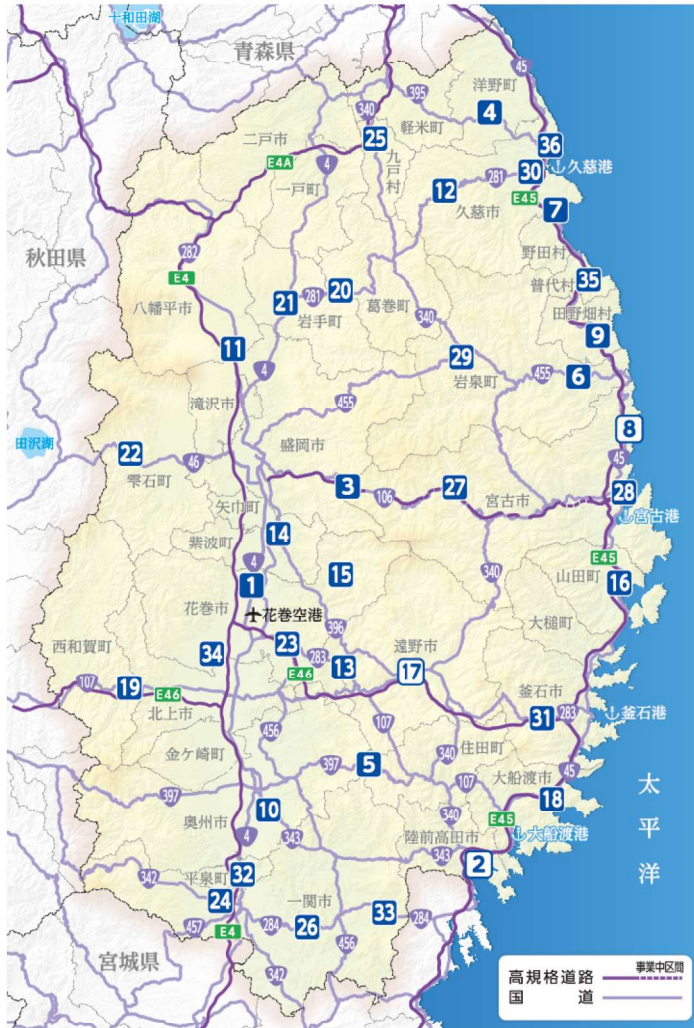 十和田湖
青森県
45
洋野町
395
4
340
軽米町
二戸市
25
36
E4A
4
九戸村
久慈港
一戸町
30
281
12
E45
久慈市
7
282
秋田県
野田村
E4
35
普代村
20
21
281
八幡平市
葛巻町
田野畑村
岩手町
340
9
11
29
4
455
6
岩泉町
滝沢市
455
8
盛岡市
田沢湖
22
46
45
3
27
28
雫石町
106
矢巾町
宮古市
宮古港
14
紫波町
4
E45
340
15
山田町
1
16
花巻市
花巻空港
大槌町
396
西和賀町
23
遠野市
34
283
13
17
107
19
E46
E46
釜石市
31
283
釜石港
北上市
107
456
住田町
340
金ケ崎町
397
5
大船渡市
45
107
太平洋
397
18
10
340
奥州市
E45
4
343
陸前高田市
大船渡港
343
2
342
平泉町
32
24
一関市
33
457
284
26
284
E4
456
宮城県
342
事業中区間
高規格道路
国道